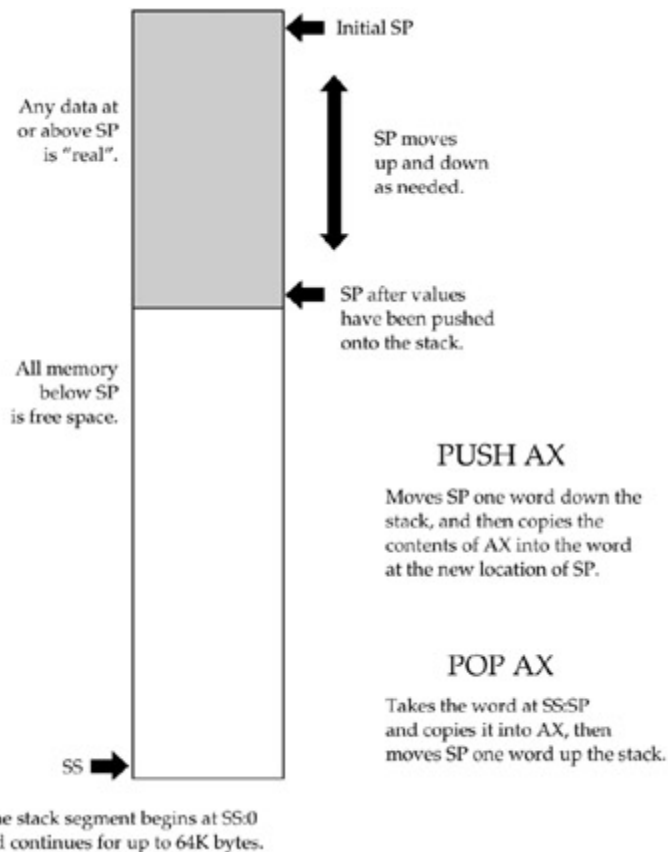 Initial SP
Any data at
or above SP
is "real".
SP moves
up and down
as needed.
SP after values
have been pushed
onto the stack.
All memory
below SP
is free space.
PUSH AX
Moves SP one word down the
stack, and then copies the
contents of AX into the word
at the new location of SP.
POP AX
Takes the word at SS:SP
and copies it into AX, then
moves SP one word up the stack.
SS
stack segment begins at SS:0
continues for up to 64K bytes.